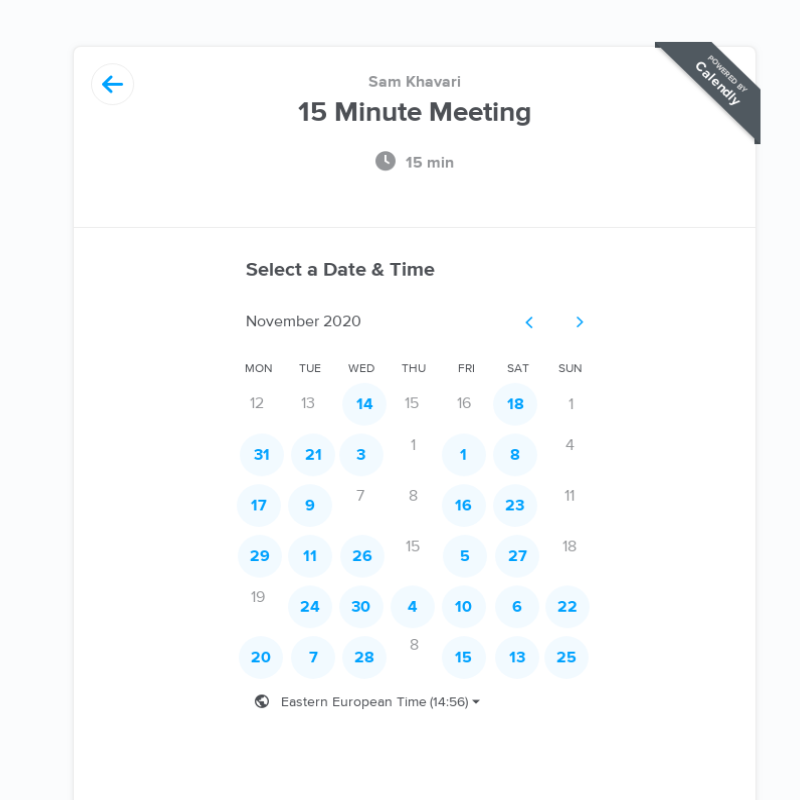 POWERED BY
Calendly
Sam Khavari
15 Minute Meeting
15 min
Select a Date & Time
November 2020
MON TUE WED THU FRI SAT SUN
12 13 14 15 16 18 1
31 21 3 1 1 8 4
17 9 7 8 16 23 11
29 11 26 15 5 27 18
19 24 30 4 10 6 22
20 7 28 8 15 13 25
Eastern European Time (14:56)